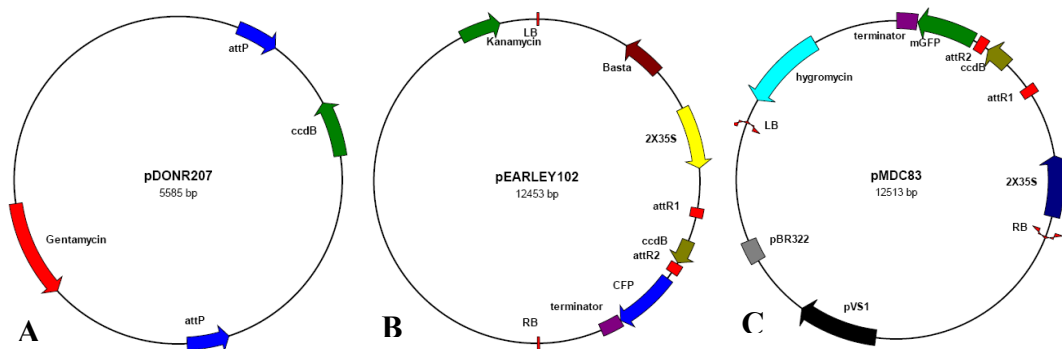 attP
ccdB
pDONR207
5585 bp
Gentamycin
attP
A
LB
Kanamycin
Basta
2X35S
pEARLEY102
12453 bp
attR1
ccdB
attR2
CFP
terminator
RB
B
terminator
mGFP
attR2
ccdB
hygromycin
attR1
LB
pMDC83
12513 bp
2X35S
RB
pBR322
pVS1
C